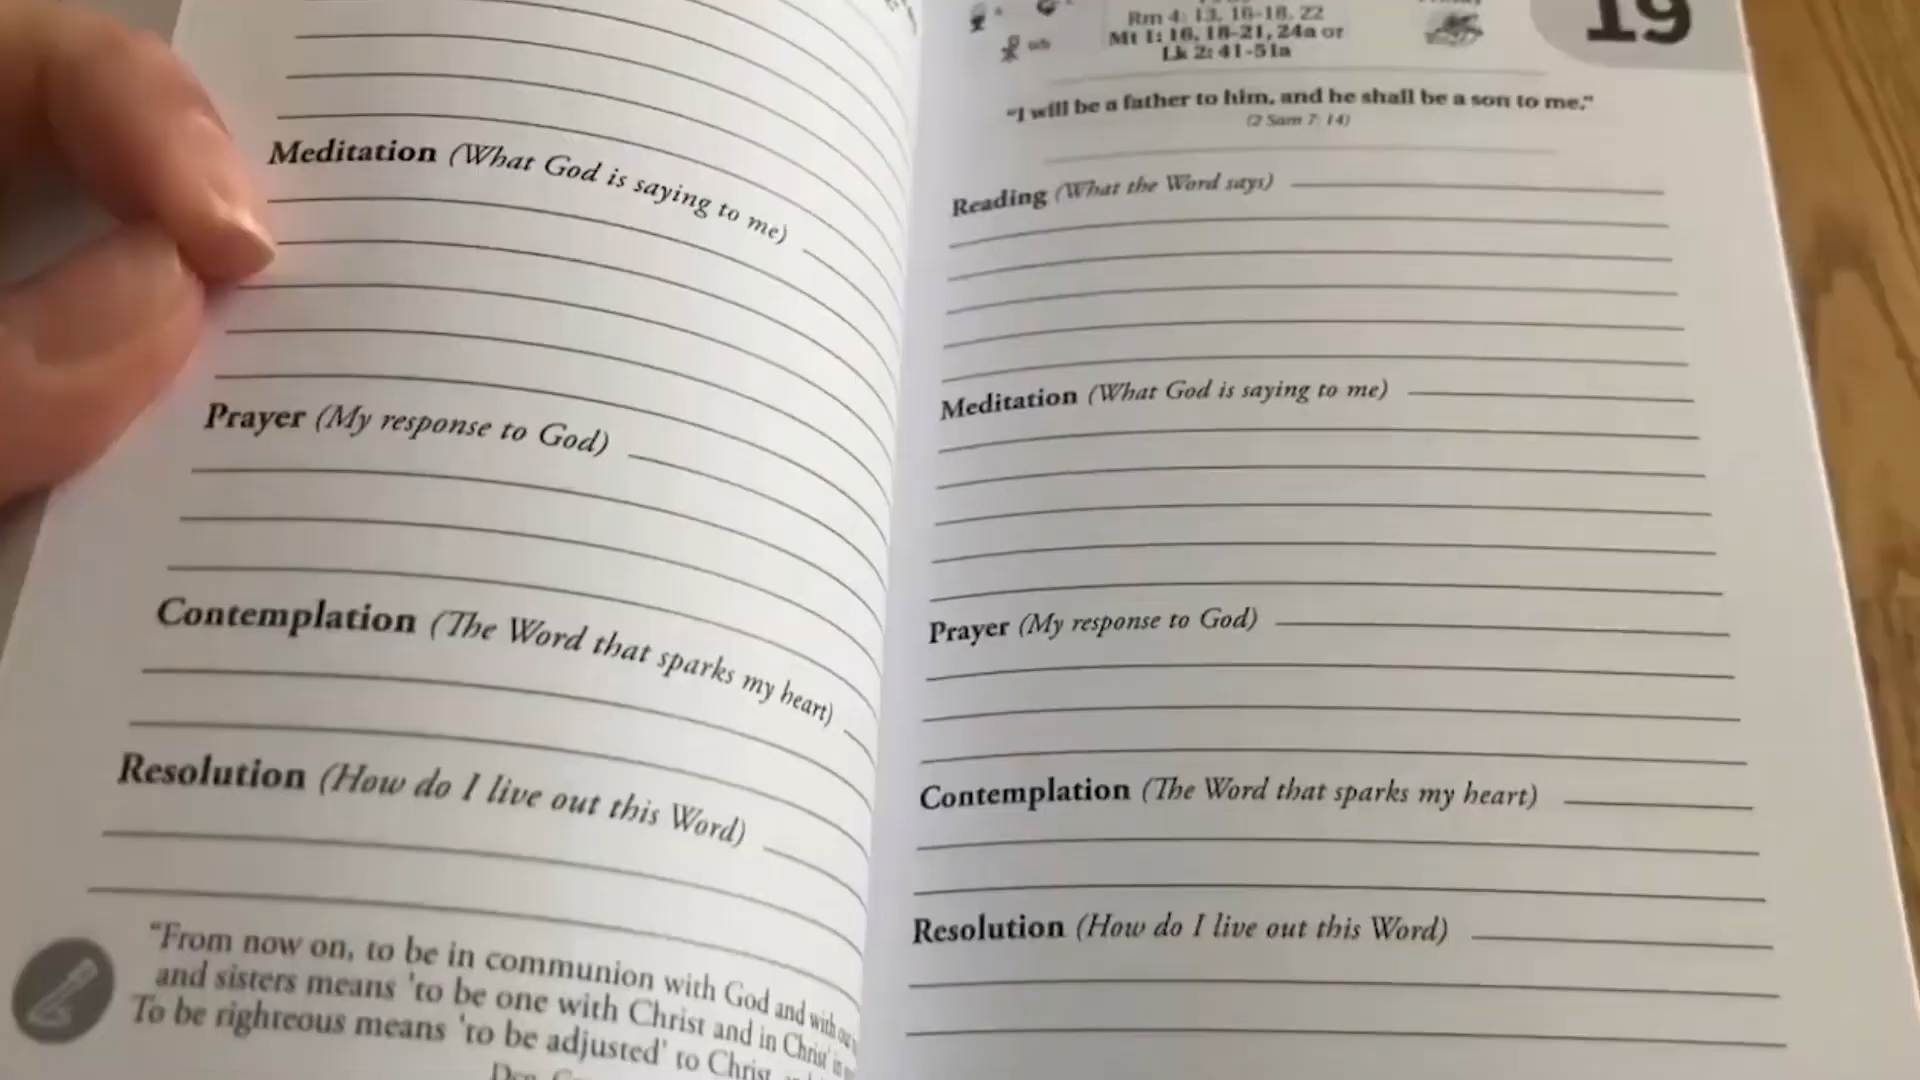 Meditation (What God is saying to me)
Prayer (My response to God)
Contemplation (The Word that sparks my heart)
Resolution (How do I live out this Word)
"From now on, to be in communion with God and with
and sisters means 'to be one with Christ and in Christ' in
To be righteous means 'to be adjusted' to Christ
19
Rm 4: 13, 16-18, 22
Mt 1: 16, 18-21, 24a or
Lk 2: 41-51a
"I will be a father to him, and he shall be a son to me."
(2 Sam 7: 14)
Reading (What the Word says)
Meditation (What God is saying to me)
Prayer (My response to God)
Contemplation (The Word that sparks my heart)
Resolution (How do I live out this Word)